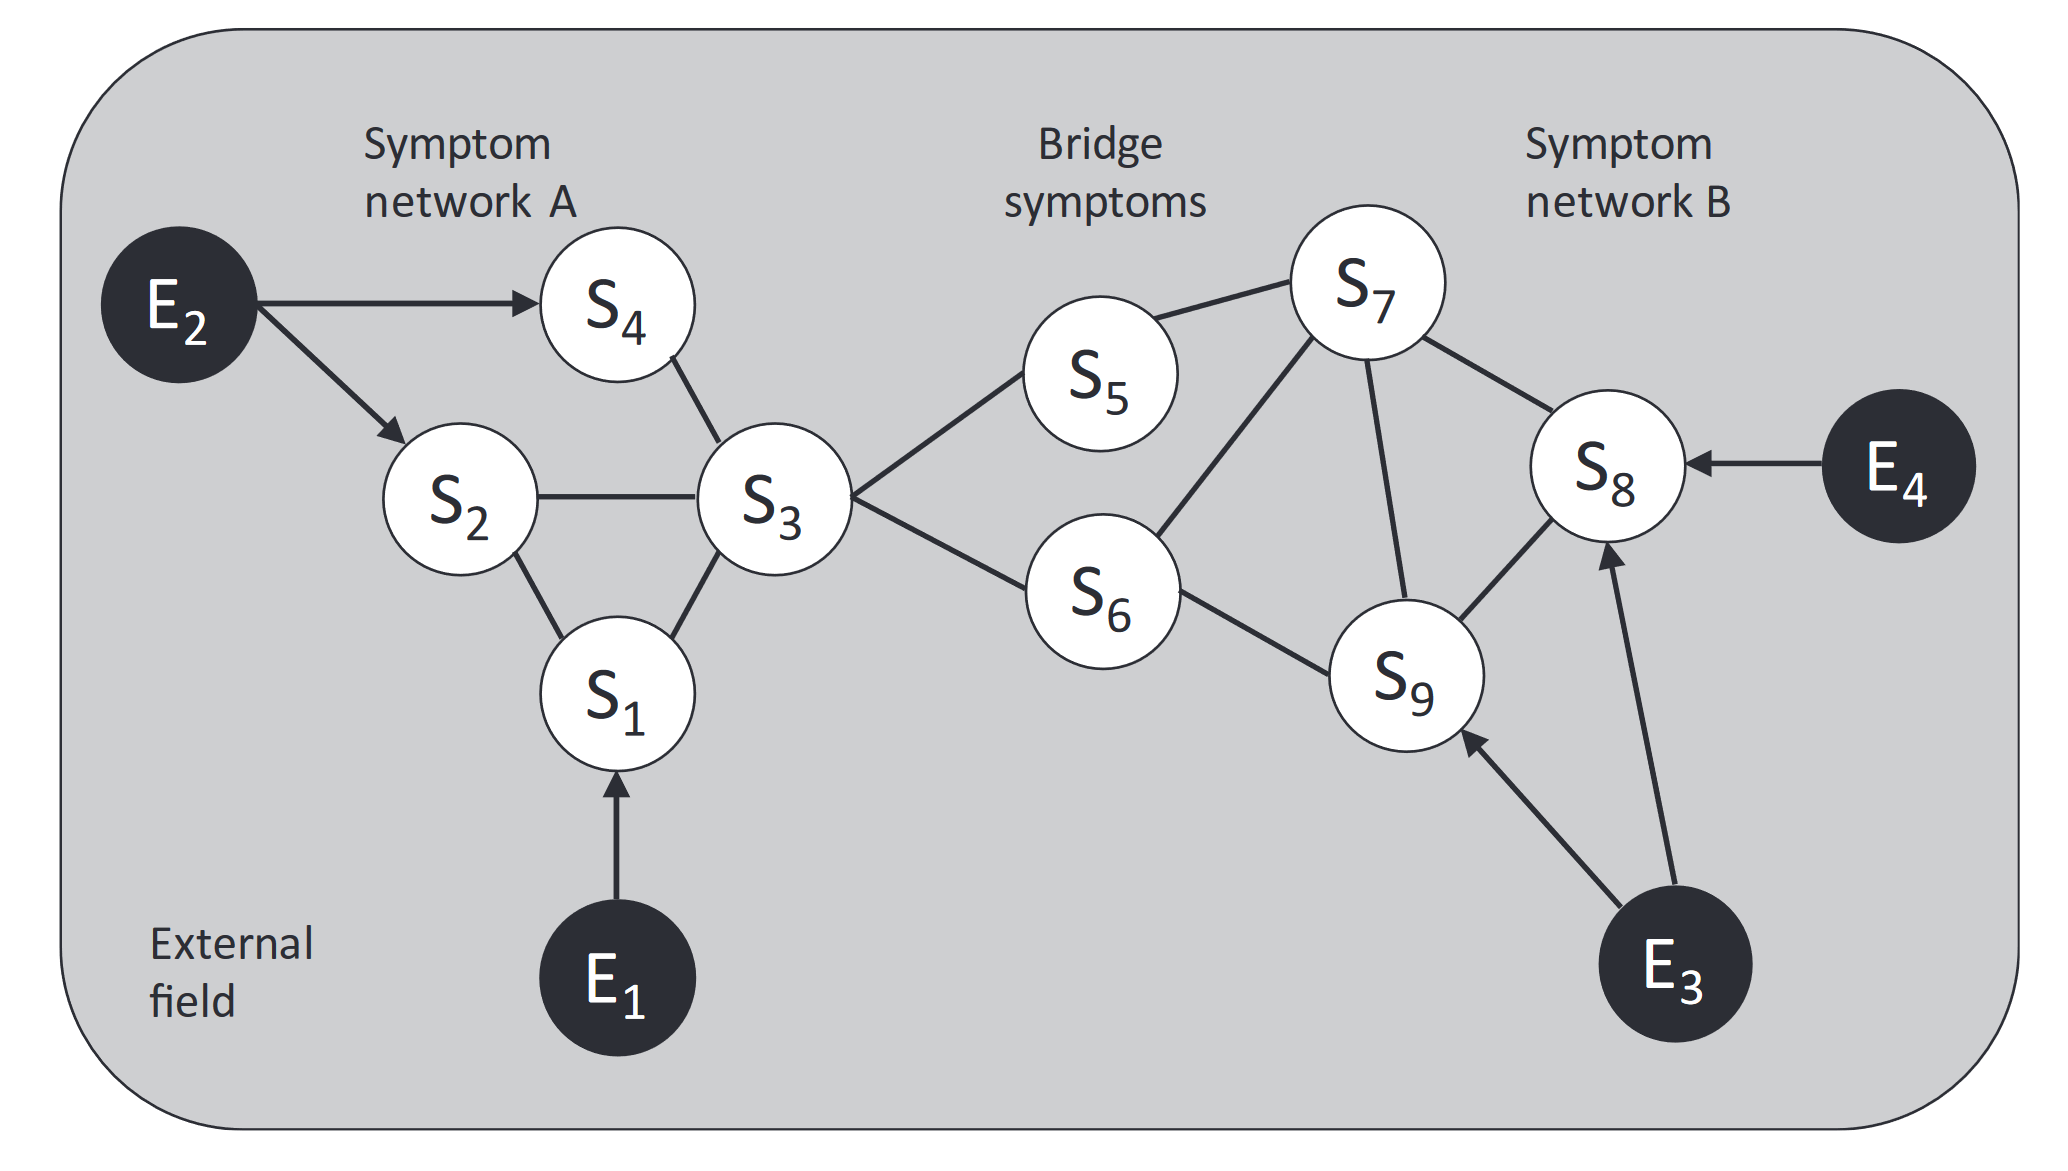 Symptom
network A
Bridge
symptoms
Symptom
network B
E2
S4
S7
S5
S2
S3
S8
E4
S6
S1
S9
External
field
E1
E3